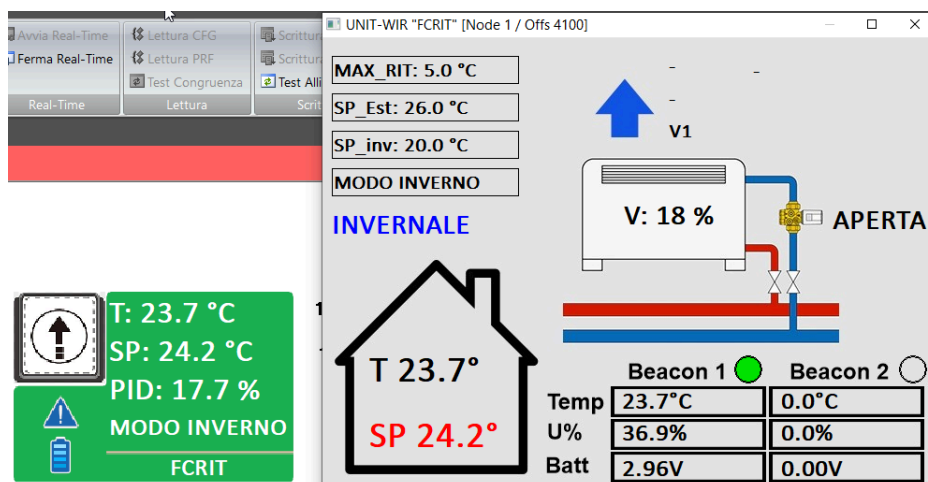 Avvia Real-Time
Ferma Real-Time
Real-Time
Lettura CFG
Lettura PRF
Test Congruenza
Lettura
Scrittur
Scrittur
Test Alli
Scrit
UNIT-WIR "FCRIT" [Node 1 / Offs 4100]
MAX_RIT: 5.0 °C
SP_Est: 26.0 °C
SP_inv: 20.0 °C
MODO INVERNO
INVERNALE
V1
V: 18 %
APERTA
T: 23.7 °C
SP: 24.2 °C
PID: 17.7 %
MODO INVERNO
FCRIT
T 23.7°
SP 24.2°
Beacon 1 Beacon 2
Temp 23.7°C 0.0°C
U% 36.9% 0.0%
Batt 2.96V 0.00V